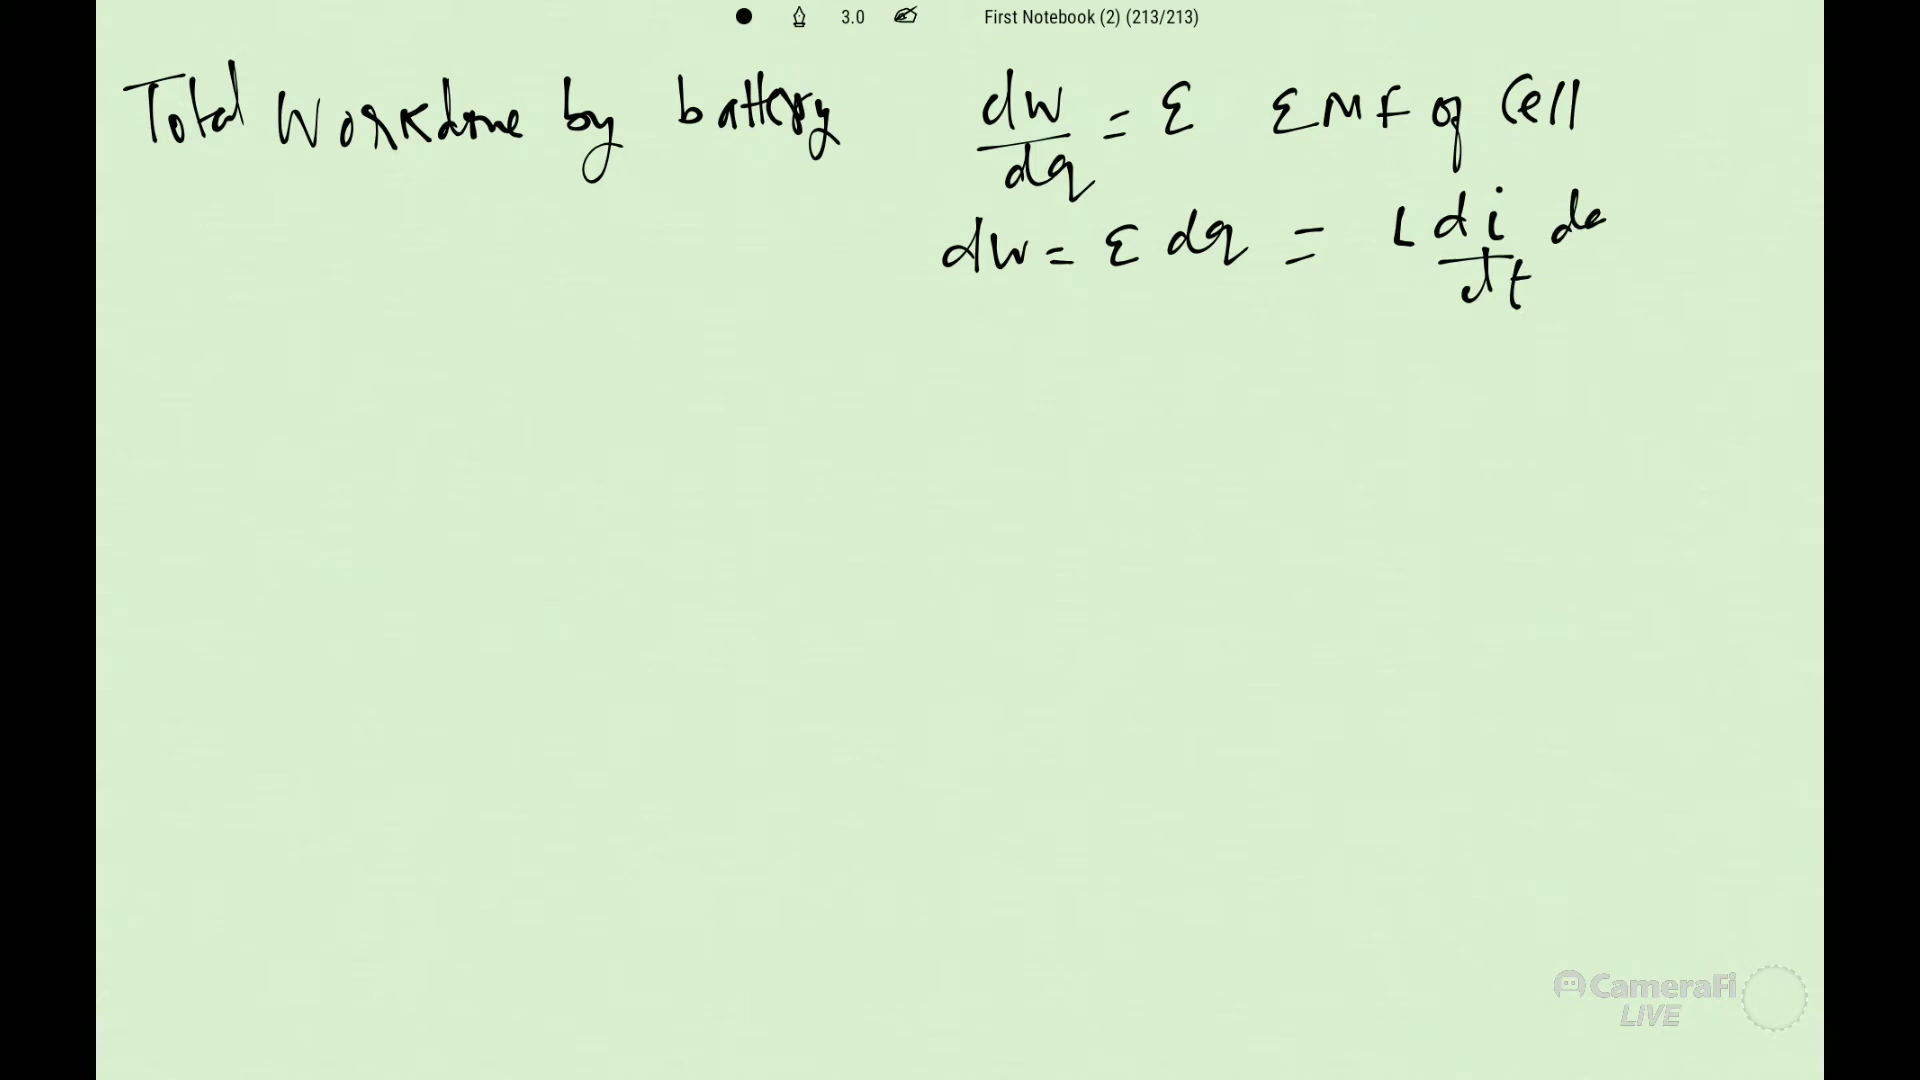 3.0 First Notebook (2) (213/213)
Total Workdone by battery dw/dq = ε EMF of Cell
dw = ε dq = L di/dt
CameraFi
LIVE